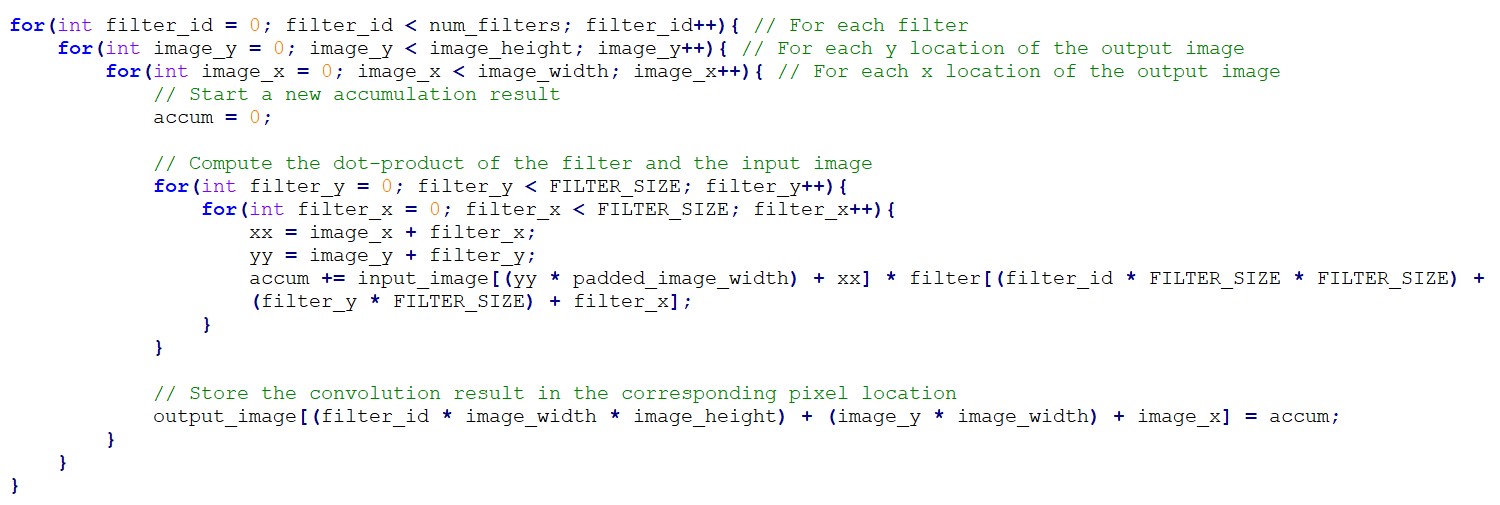 for(int filter_id = 0; filter_id < num_filters; filter_id++){ // For each filter
    for(int image_y = 0; image_y < image_height; image_y++){ // For each y location of the output image
        for(int image_x = 0; image_x < image_width; image_x++){ // For each x location of the output image
            // Start a new accumulation result
            accum = 0;

            // Compute the dot-product of the filter and the input image
            for(int filter_y = 0; filter_y < FILTER_SIZE; filter_y++){
                for(int filter_x = 0; filter_x < FILTER_SIZE; filter_x++){
                    xx = image_x + filter_x;
                    yy = image_y + filter_y;
                    accum += input_image[(yy * padded_image_width) + xx] * filter[(filter_id * FILTER_SIZE * FILTER_SIZE) +
                    (filter_y * FILTER_SIZE) + filter_x];
                }
            }

            // Store the convolution result in the corresponding pixel location
            output_image[(filter_id * image_width * image_height) + (image_y * image_width) + image_x] = accum;
        }
    }
}